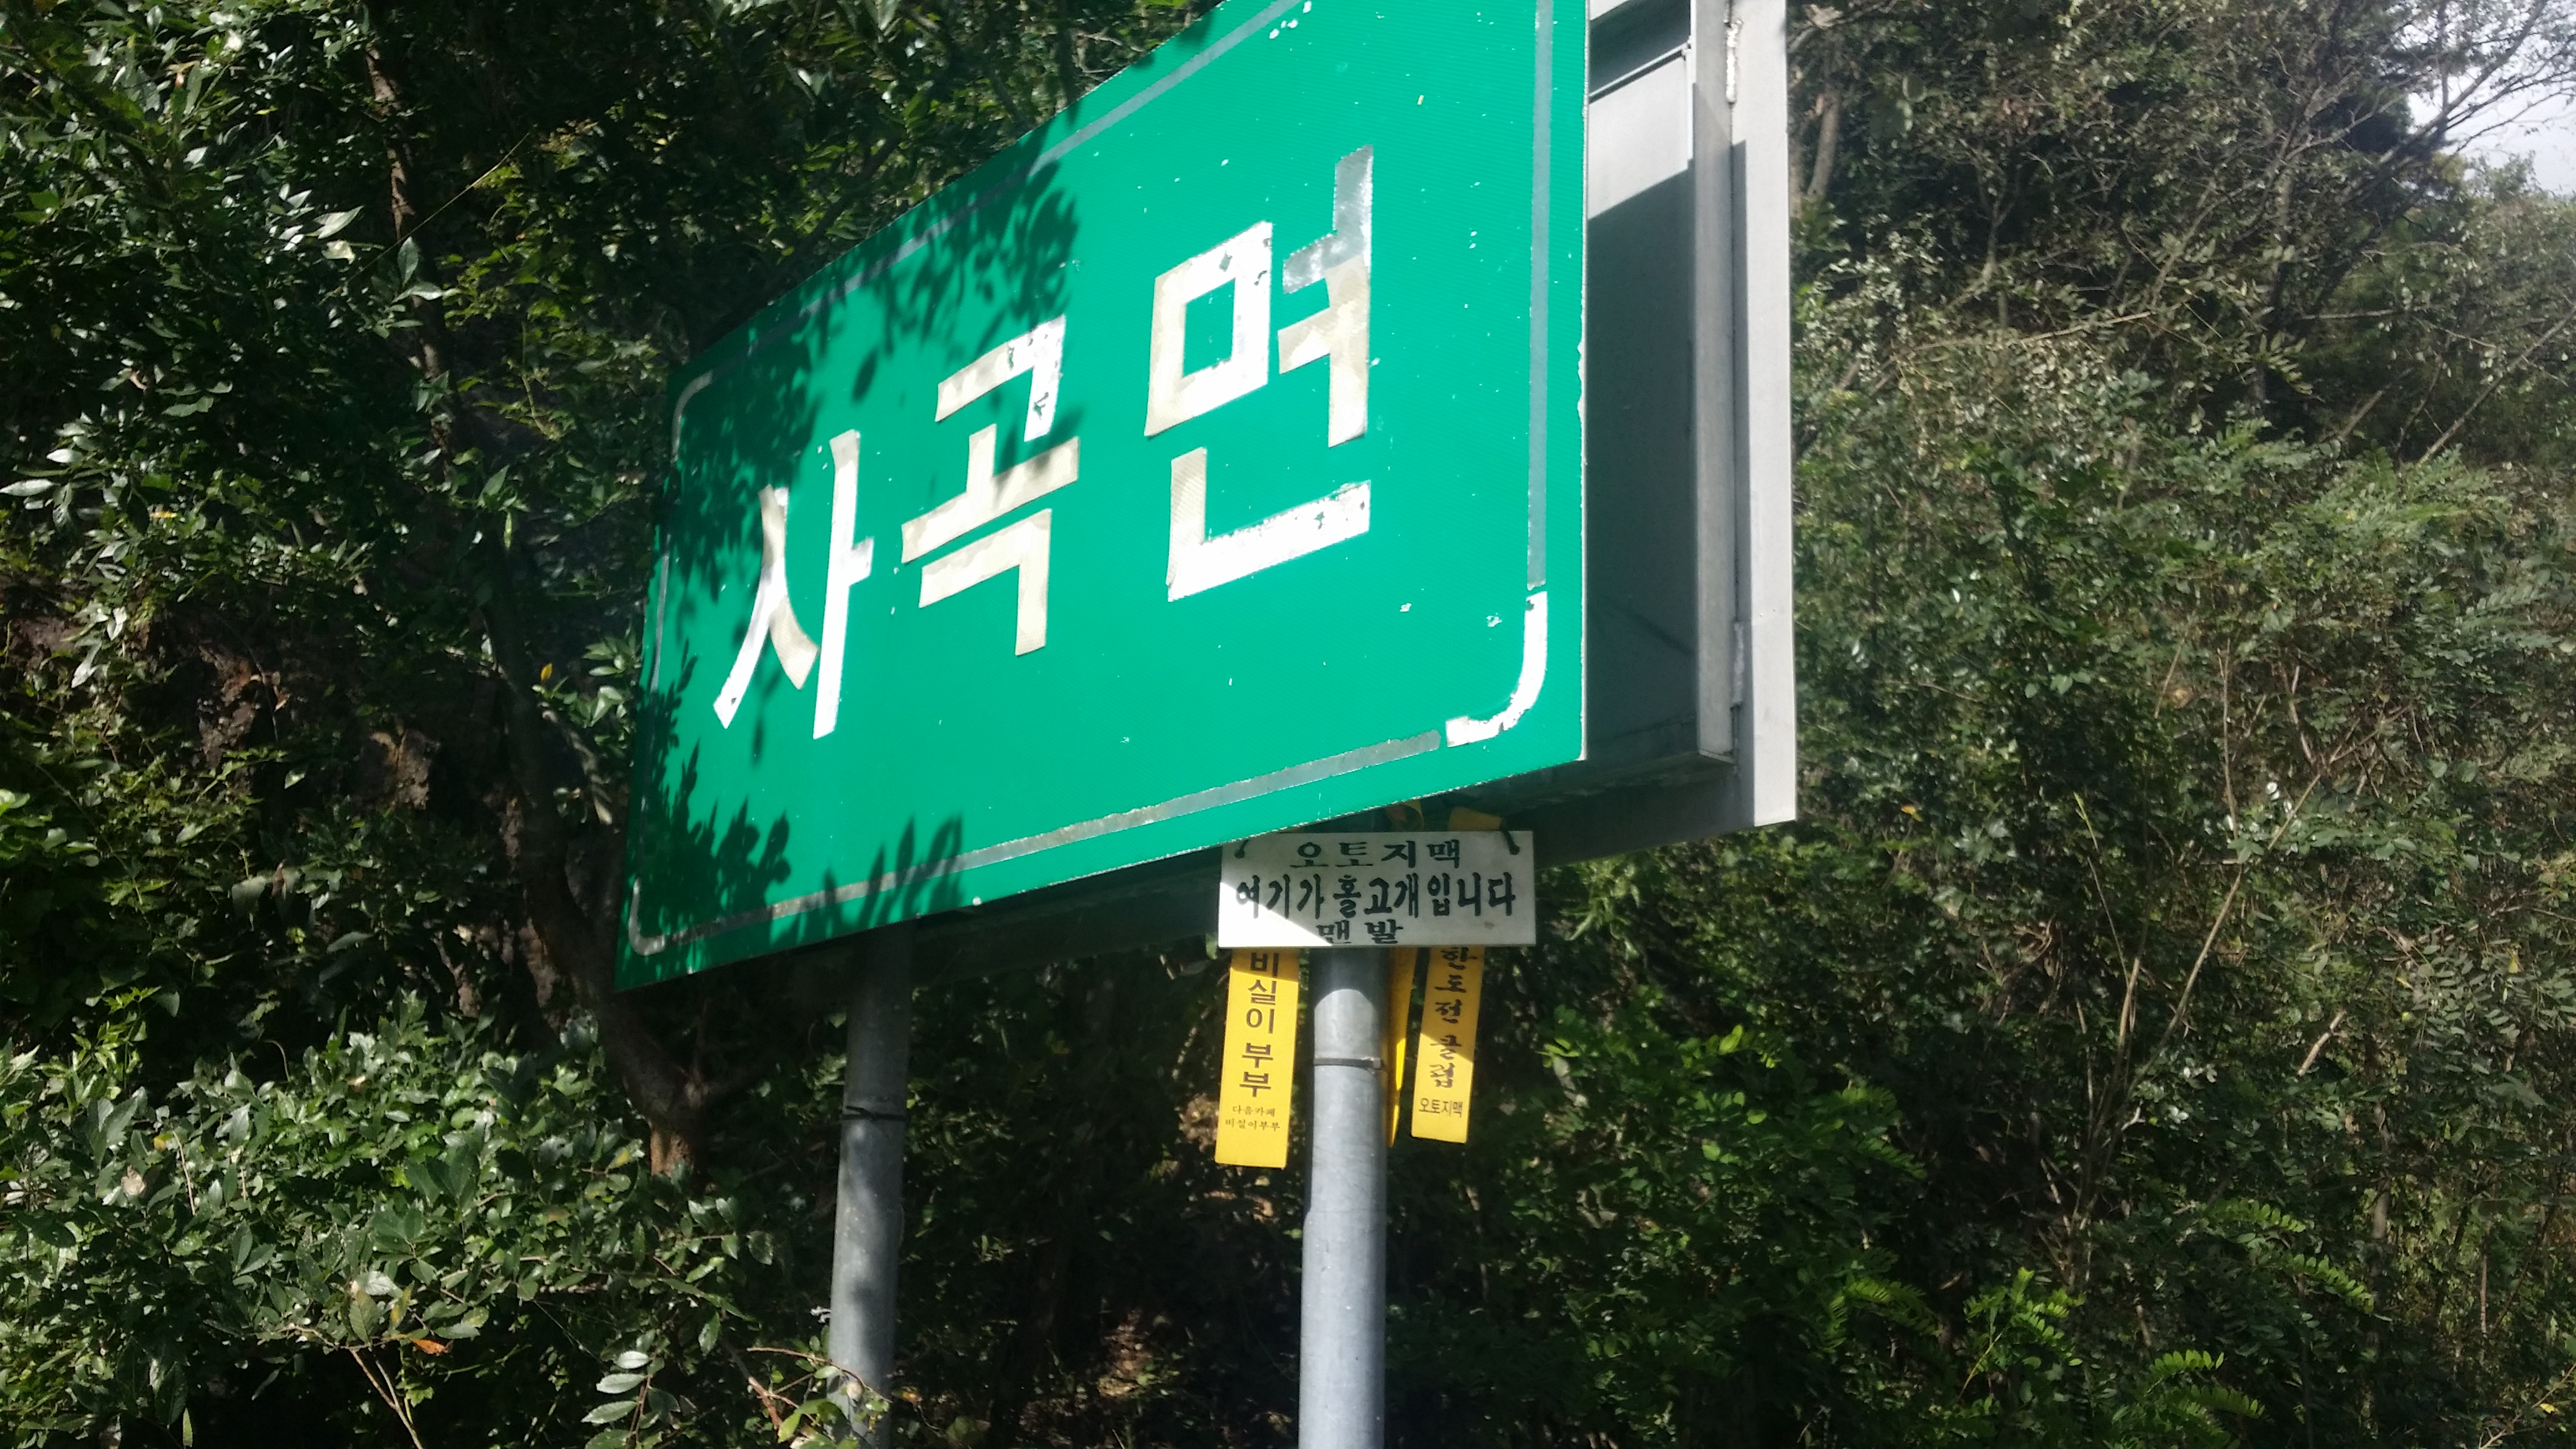 사곡면
오토지맥
여기가 홀고개입니다
맨발
비실이부부
다음카페
비실이부부
한도전클럽
오토지맥